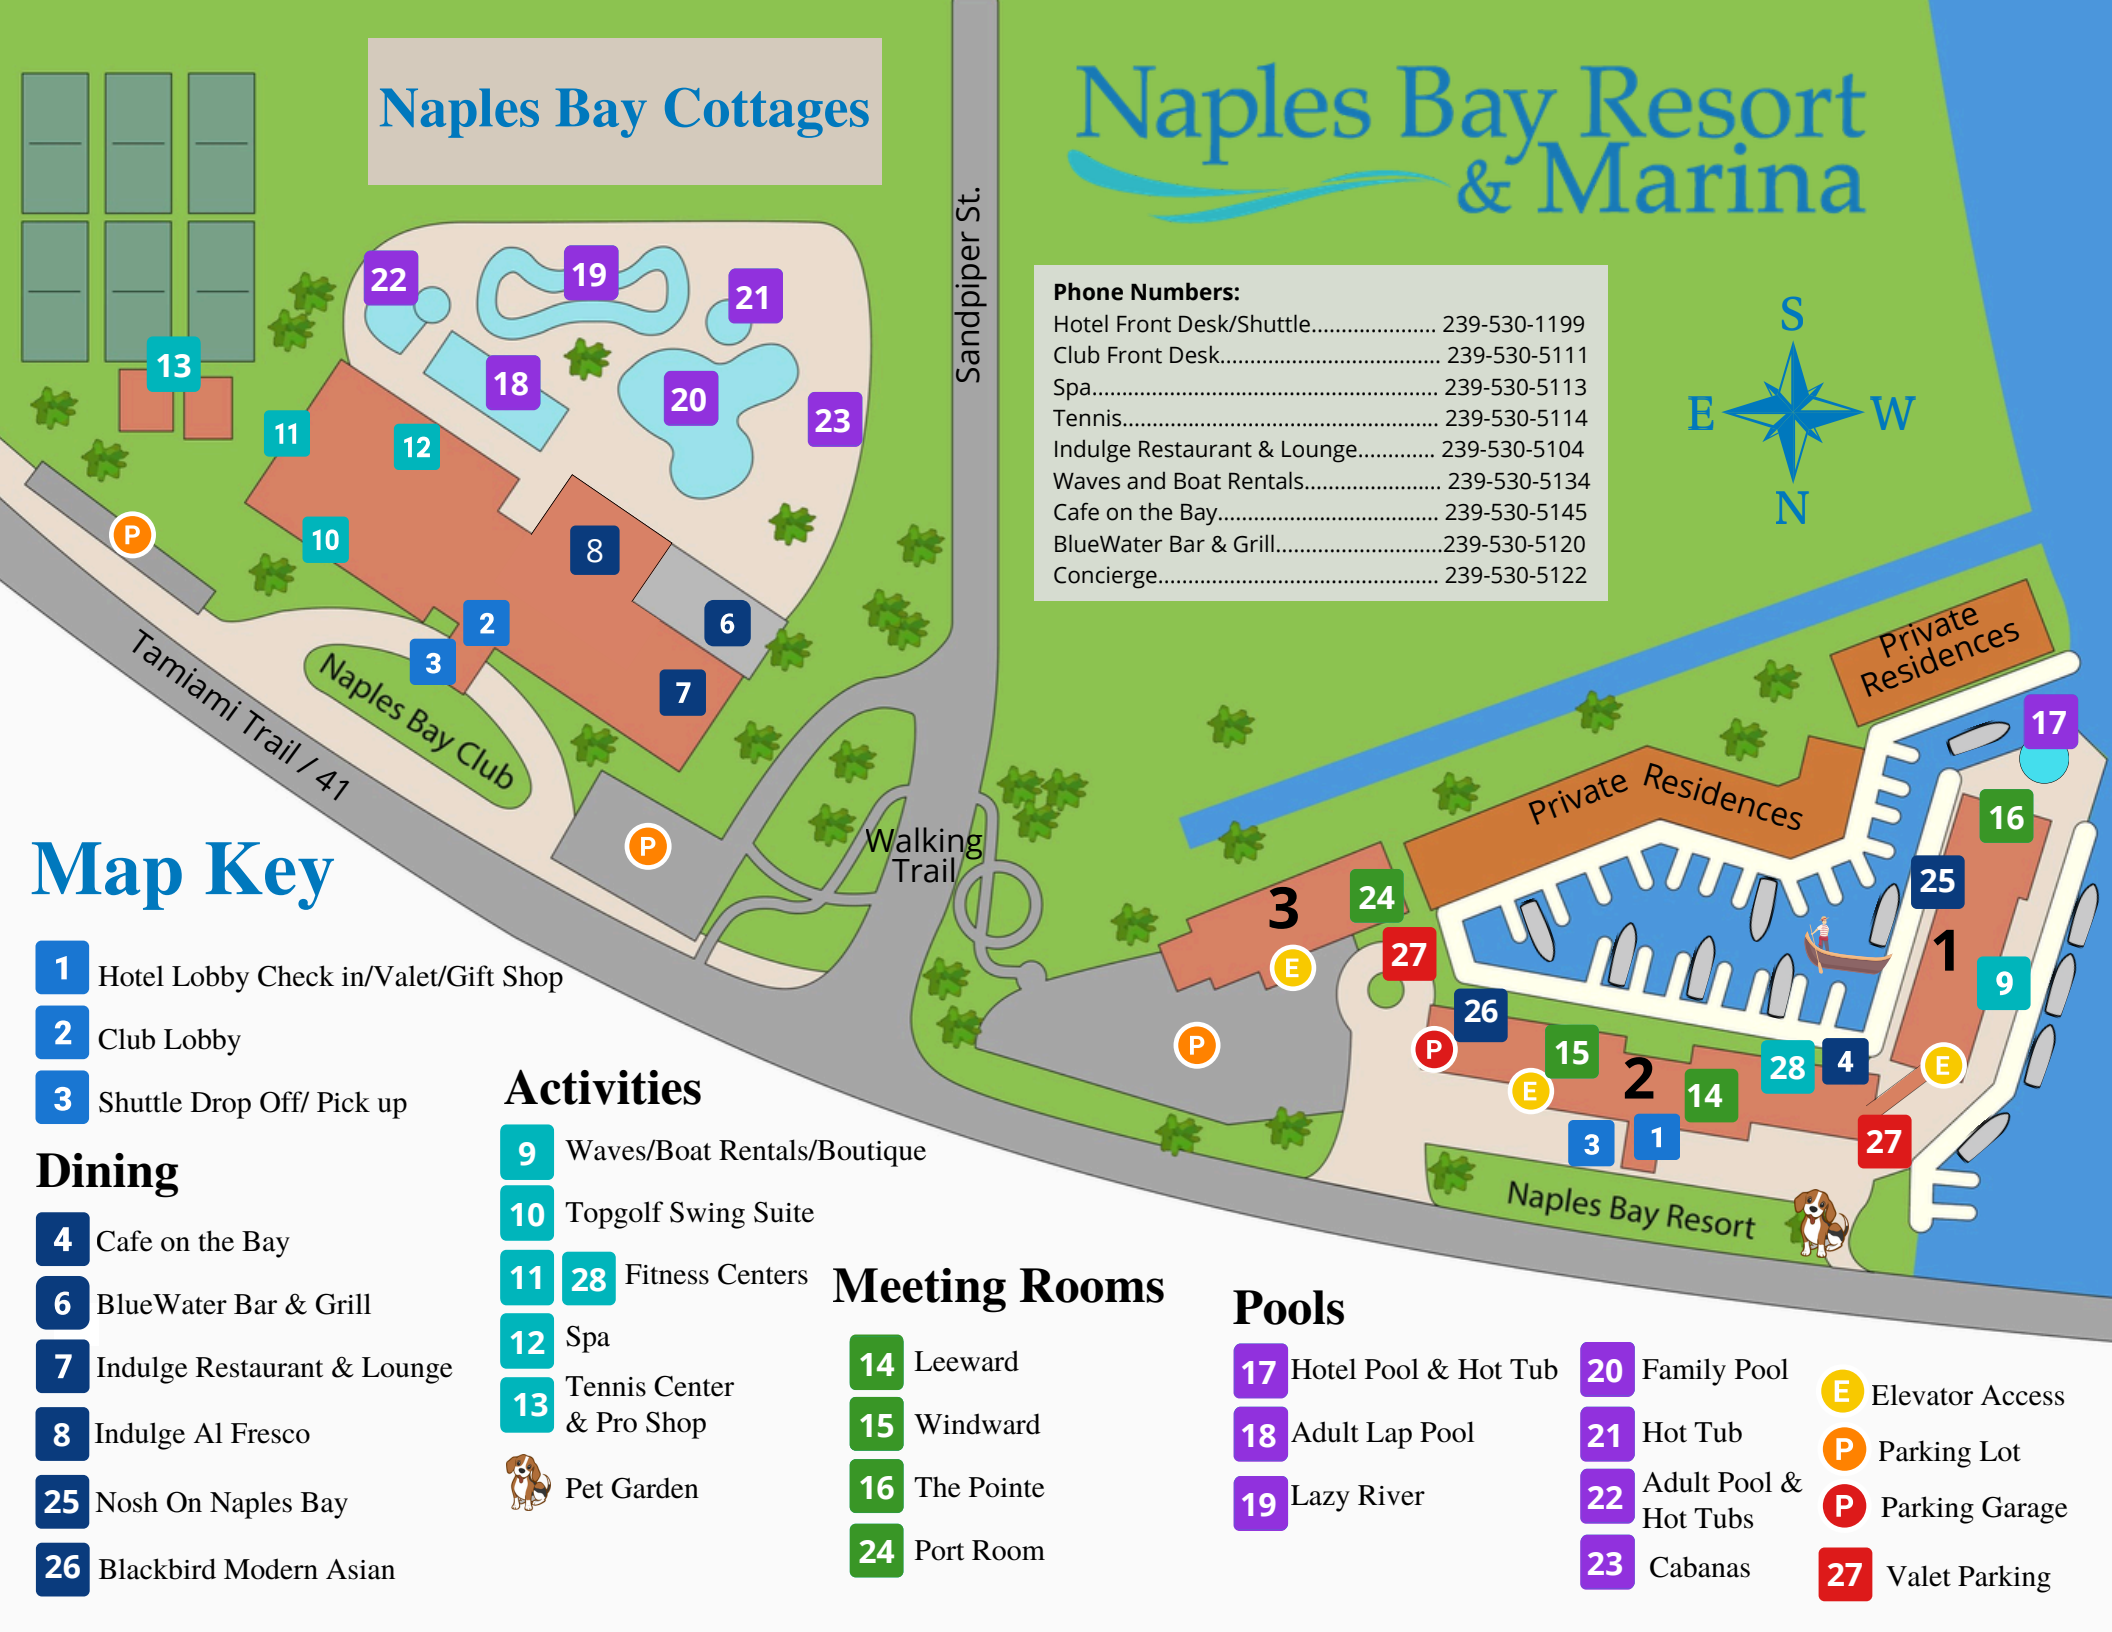 Naples Bay Cottages
Naples Bay Resort
& Marina
Sandpiper St.
Phone Numbers:
Hotel Front Desk/Shuttle..................... 239-530-1199
Club Front Desk..................................... 239-530-5111
Spa.......................................................... 239-530-5113
Tennis..................................................... 239-530-5114
Indulge Restaurant & Lounge............. 239-530-5104
Waves and Boat Rentals....................... 239-530-5134
Cafe on the Bay..................................... 239-530-5145
BlueWater Bar & Grill............................239-530-5120
Concierge............................................... 239-530-5122
S
E W
N
22
19
21
18
20
23
13
11
12
10
P
8
6
2
3
7
Naples Bay Club
Tamiami Trail / 41
P
Walking
Trail
Private
Residences
Private Residences
17
16
25
1
9
E
3
24
E
27
P
26
P
15
E
2
14
28
4
3
1
27
Naples Bay Resort
Map Key
1 Hotel Lobby Check in/Valet/Gift Shop
2 Club Lobby
3 Shuttle Drop Off/ Pick up
Dining
4 Cafe on the Bay
6 BlueWater Bar & Grill
7 Indulge Restaurant & Lounge
8 Indulge Al Fresco
25 Nosh On Naples Bay
26 Blackbird Modern Asian
Activities
9 Waves/Boat Rentals/Boutique
10 Topgolf Swing Suite
11 28 Fitness Centers
12 Spa
13 Tennis Center
& Pro Shop
Pet Garden
Meeting Rooms
14 Leeward
15 Windward
16 The Pointe
24 Port Room
Pools
17 Hotel Pool & Hot Tub
18 Adult Lap Pool
19 Lazy River
20 Family Pool
21 Hot Tub
22 Adult Pool &
Hot Tubs
23 Cabanas
E Elevator Access
P Parking Lot
P Parking Garage
27 Valet Parking